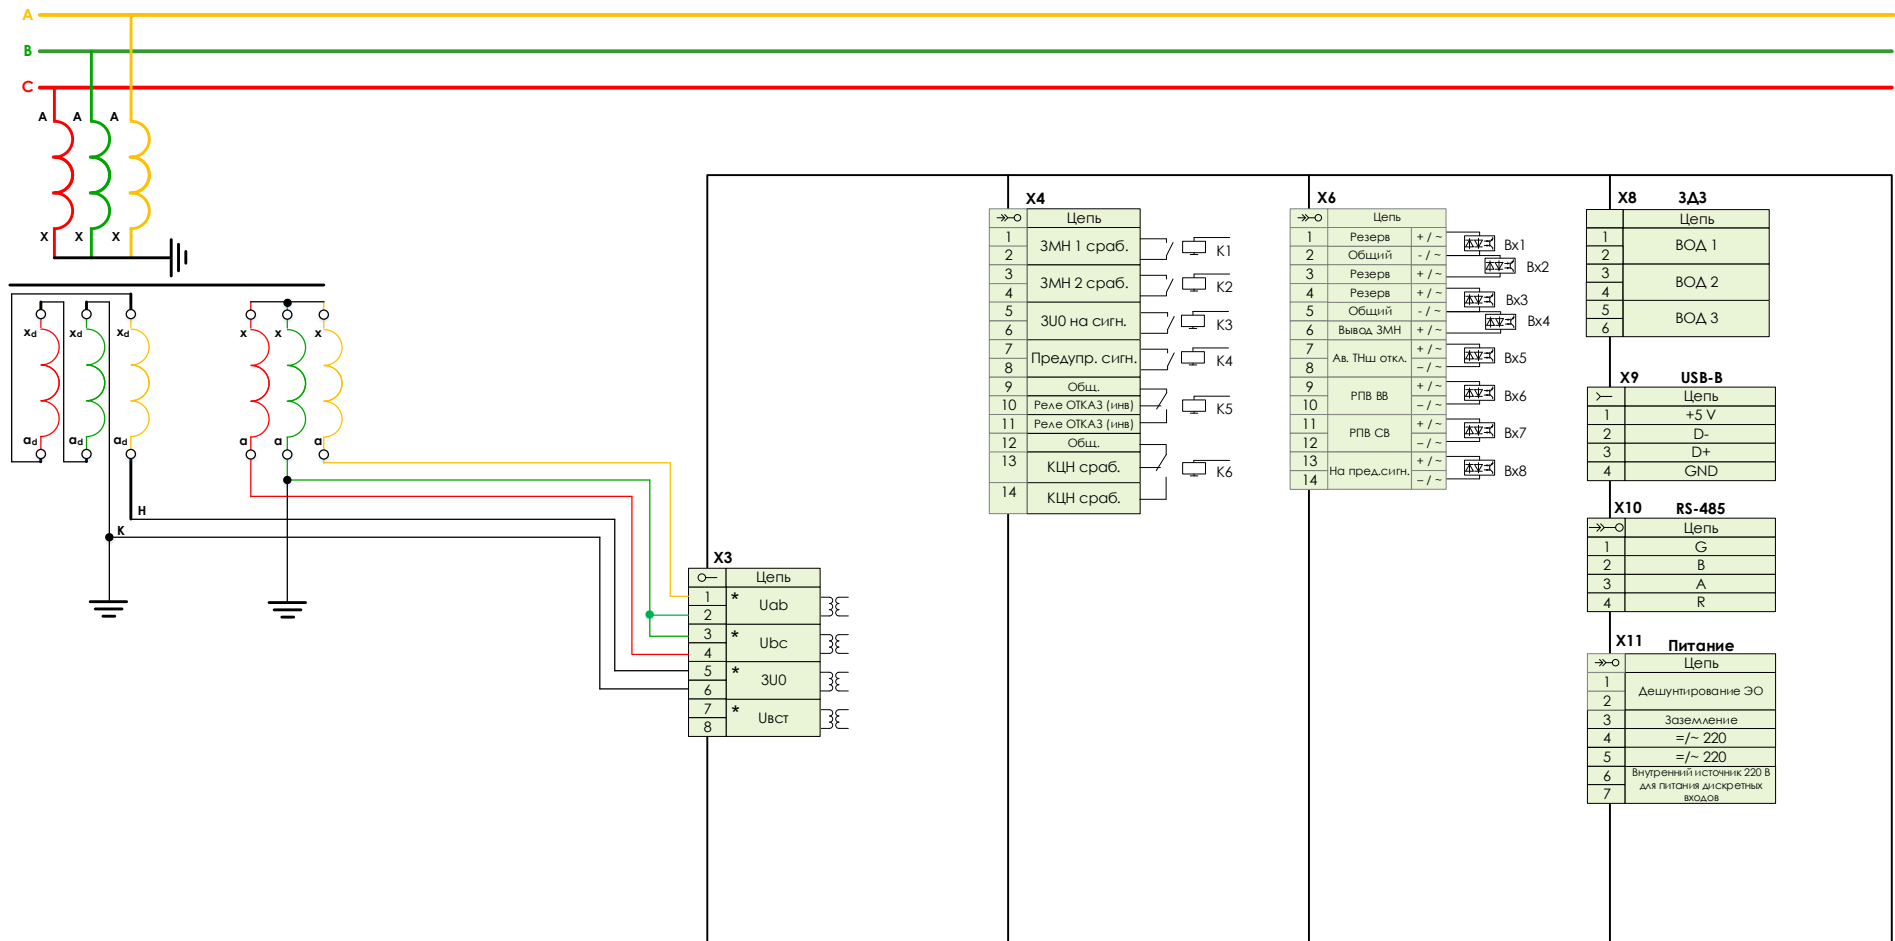 A
B
C
A A A
X X X
xd xd xd
ad ad ad
x x x
a a a
H
K
X3
Цепь
1 * Uab
2
3 * Ubc
4
5 * 3U0
6
7 * Uвст
8
X4
Цепь
1 ЗМН 1 сраб. K1
2
3 ЗМН 2 сраб. K2
4
5 3U0 на сигн. K3
6
7 Предупр. сигн. K4
8
9 Общ.
10 Реле ОТКАЗ (инв) K5
11 Реле ОТКАЗ (инв)
12 Общ.
13 КЦН сраб. K6
14 КЦН сраб.
X6
Цепь
1 Резерв + / ~ Вх1
2 Общий - / ~ Вх2
3 Резерв + / ~
4 Резерв + / ~ Вх3
5 Общий - / ~ Вх4
6 Вывод ЗМН + / ~
7 Ав. ТНш откл. + / ~ Вх5
8 – / ~
9 РПВ ВВ + / ~ Вх6
10 – / ~
11 РПВ СВ + / ~ Вх7
12 – / ~
13 На пред.сигн. + / ~ Вх8
14 – / ~
X8 ЗДЗ
Цепь
1 ВОД 1
2
3 ВОД 2
4
5 ВОД 3
6
X9 USB-B
Цепь
1 +5 V
2 D-
3 D+
4 GND
X10 RS-485
Цепь
1 G
2 B
3 A
4 R
X11 Питание
Цепь
1 Дешунтирование ЭО
2
3 Заземление
4 =/~ 220
5 =/~ 220
6 Внутренний источник 220 В
для питания дискретных
7 входов